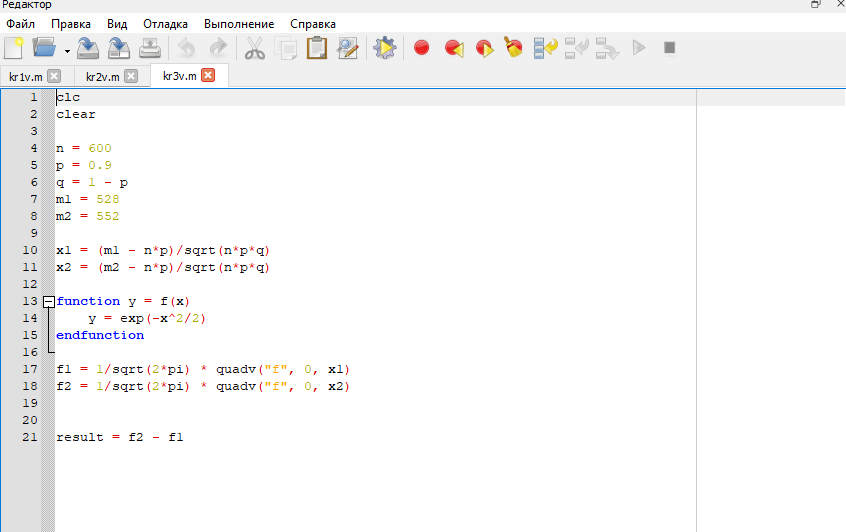 Редактор
Файл Правка Вид Отладка Выполнение Справка
kr1v.m kr2v.m kr3v.m
1 clc
2 clear
3
4 n = 600
5 p = 0.9
6 q = 1 - p
7 m1 = 528
8 m2 = 552
9
10 x1 = (m1 - n*p)/sqrt(n*p*q)
11 x2 = (m2 - n*p)/sqrt(n*p*q)
12
13 function y = f(x)
14 y = exp(-x^2/2)
15 endfunction
16
17 f1 = 1/sqrt(2*pi) * quadv("f", 0, x1)
18 f2 = 1/sqrt(2*pi) * quadv("f", 0, x2)
19
20
21 result = f2 - f1